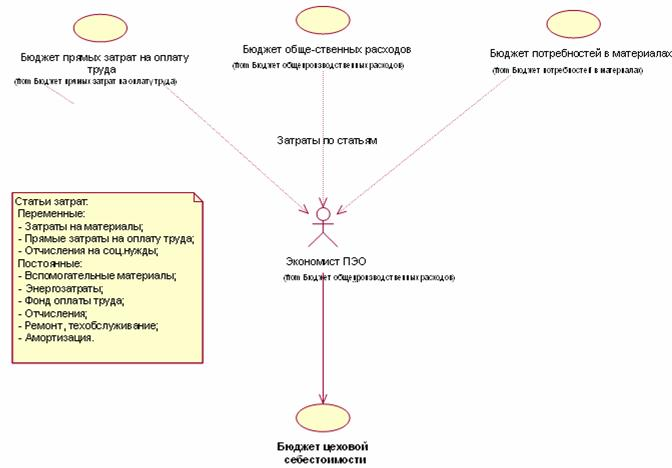 Бюджет прямых затрат на оплату
труда
(from Бюджет прямых затрат на оплату труда)
Бюджет обще-ственных расходов
(from Бюджет общепроизводственных расходов)
Бюджет потребностей в материалах
(from Бюджет потребностей в материалах)
Затраты по статьям
Статьи затрат:
Переменные:
- Затраты на материалы;
- Прямые затраты на оплату труда;
- Отчисления на соц.нужды;
Постоянные:
- Вспомогательные материалы;
- Энергозатраты;
- Фонд оплаты труда;
- Отчисления;
- Ремонт, техобслуживание;
- Амортизация.
Экономист ПЭО
(from Бюджет общепроизводственных расходов)
Бюджет цеховой
себестоимости